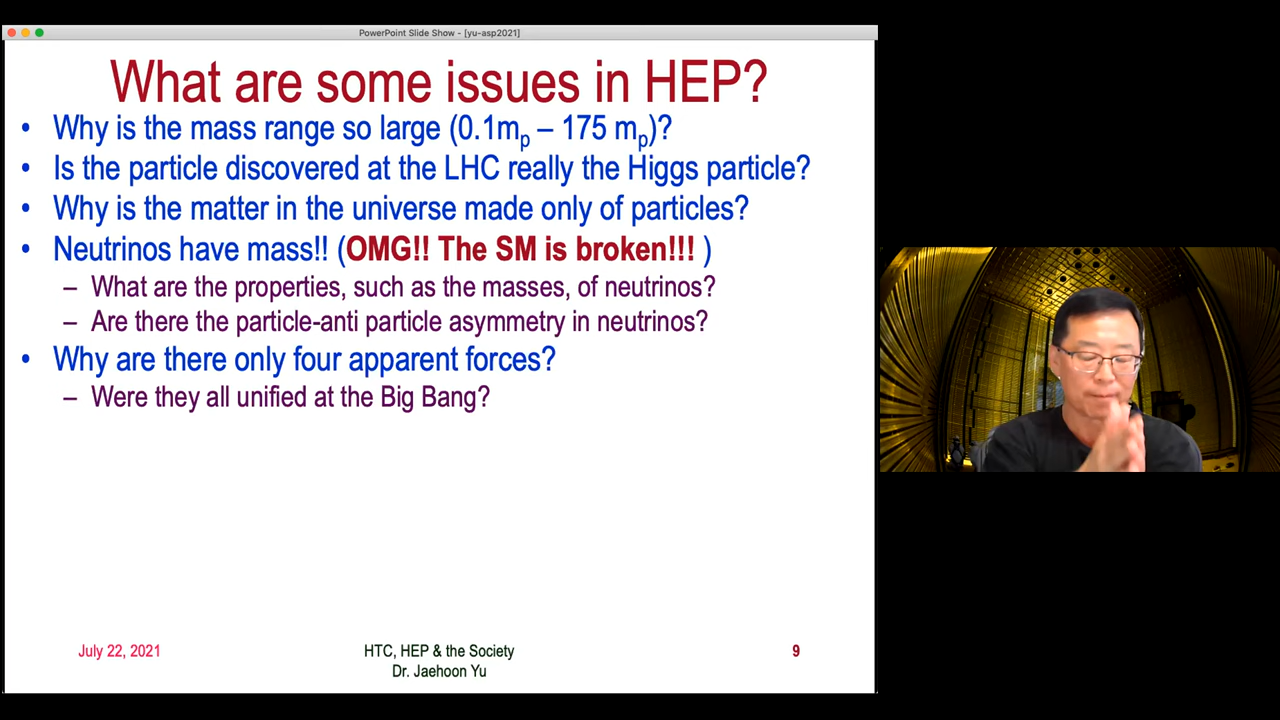 PowerPoint Slide Show - [yu-asp2021]
What are some issues in HEP?
• Why is the mass range so large (0.1mp – 175 mp)?
• Is the particle discovered at the LHC really the Higgs particle?
• Why is the matter in the universe made only of particles?
• Neutrinos have mass!! (OMG!! The SM is broken!!! )
– What are the properties, such as the masses, of neutrinos?
– Are there the particle-anti particle asymmetry in neutrinos?
• Why are there only four apparent forces?
– Were they all unified at the Big Bang?
July 22, 2021
HTC, HEP & the Society
Dr. Jaehoon Yu
9